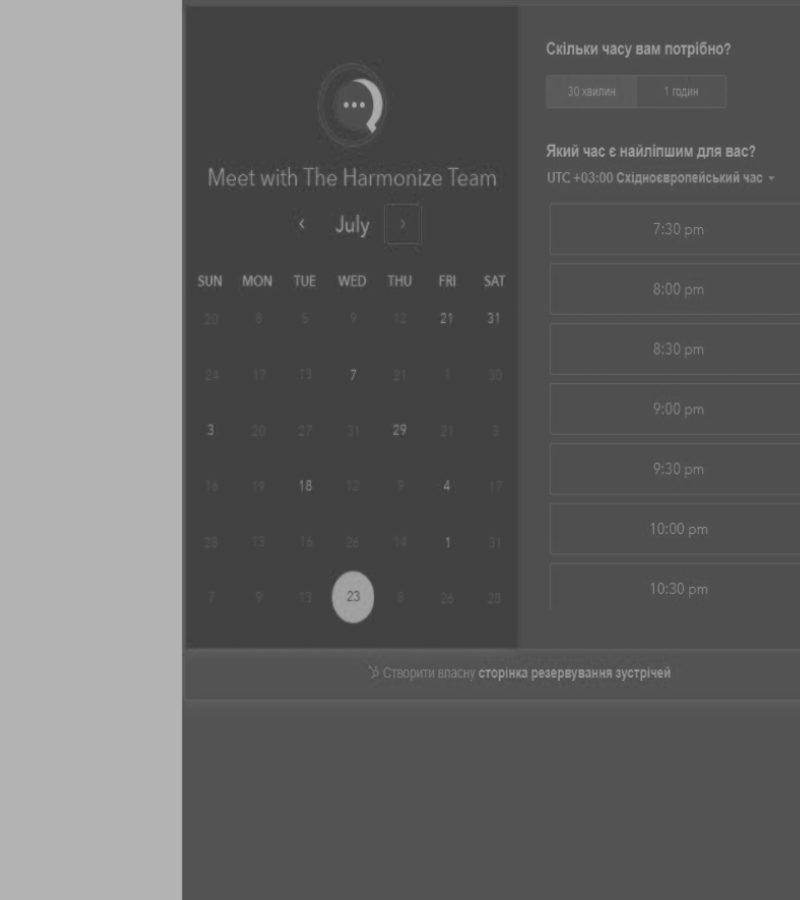 Meet with The Harmonize Team
July
SUN MON TUE WED THU FRI SAT
20 8 8 9 12 21 31
24 17 13 7 21 1 30
3 20 27 31 29 21 3
16 19 18 12 9 4 17
28 13 16 26 14 1 31
7 9 13 23 8 26 28
Скільки часу вам потрібно?
30 хвилин 1 годин
Який час є найліпшим для вас?
UTC +03:00 Східноєвропейський час
7:30 pm
8:00 pm
8:30 pm
9:00 pm
9:30 pm
10:00 pm
10:30 pm
Створити власну сторінка резервування зустрічей